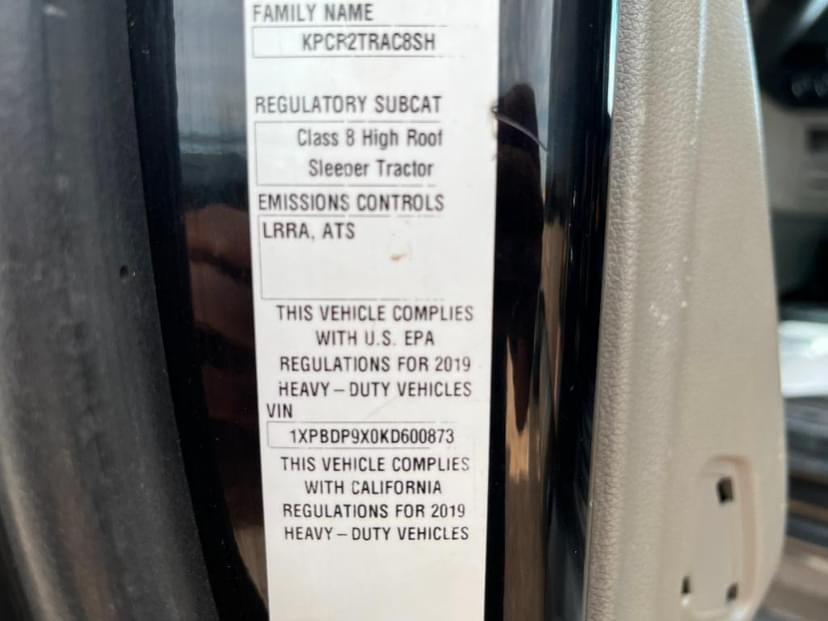 FAMILY NAME
KPCR2TRAC8SH
REGULATORY SUBCAT
Class 8 High Roof
Sleeper Tractor
EMISSIONS CONTROLS
LRRA, ATS
THIS VEHICLE COMPLIES
WITH U.S. EPA
REGULATIONS FOR 2019
HEAVY-DUTY VEHICLES
VIN
1XPBDP9X0KD600873
THIS VEHICLE COMPLIES
WITH CALIFORNIA
REGULATIONS FOR 2019
HEAVY-DUTY VEHICLES